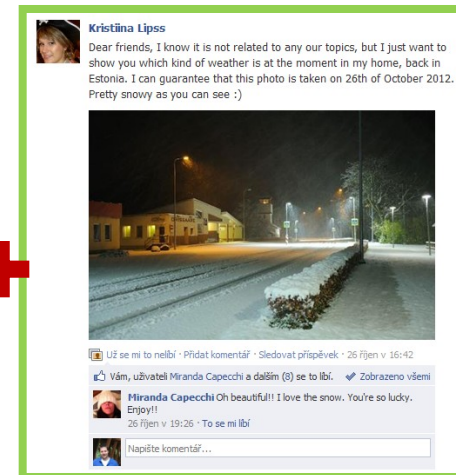 Kristiina Lipss
Dear friends, I know it is not related to any our topics, but I just want to
show you which kind of weather is at the moment in my home, back in
Estonia. I can guarantee that this photo is taken on 26th of October 2012.
Pretty snowy as you can see :)
Už se mi to nelíbí · Přidat komentář · Sledovat příspěvek · 26 říjen v 16:42
Vám, uživateli Miranda Capecchi a dalším (8) se to líbí. Zobrazeno všemi
Miranda Capecchi Oh beautiful!! I love the snow. You're so lucky.
Enjoy!!
26 říjen v 19:26 · To se mi líbí
Napište komentář...